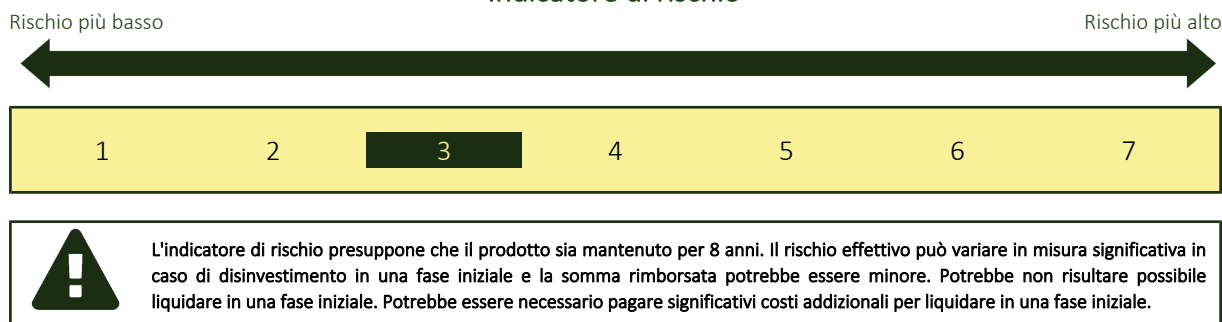 Rischio più basso
Rischio più alto
1 2 3 4 5 6 7
L'indicatore di rischio presuppone che il prodotto sia mantenuto per 8 anni. Il rischio effettivo può variare in misura significativa in
caso di disinvestimento in una fase iniziale e la somma rimborsata potrebbe essere minore. Potrebbe non risultare possibile
liquidare in una fase iniziale. Potrebbe essere necessario pagare significativi costi addizionali per liquidare in una fase iniziale.